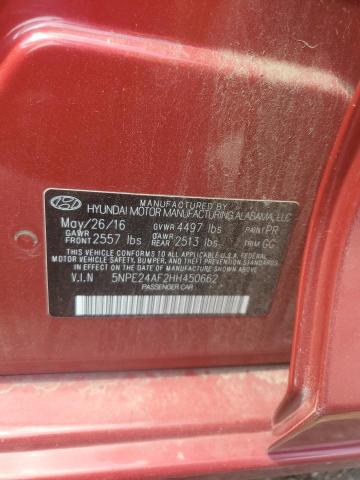 MANUFACTURED BY
HYUNDAI MOTOR MANUFACTURING ALABAMA, LLC
May/26/16 GVWR 4497 lbs PAINT PR
GAWR FRONT 2557 lbs GAWR REAR 2513 lbs TRIM GG
THIS VEHICLE CONFORMS TO ALL APPLICABLE U.S.A. FEDERAL
MOTOR VEHICLE SAFETY, BUMPER, AND THEFT PREVENTION STANDARDS
IN EFFECT ON THE DATE OF MANUFACTURE SHOWN ABOVE.
V.I.N 5NPE24AF2HH450662
PASSENGER CAR